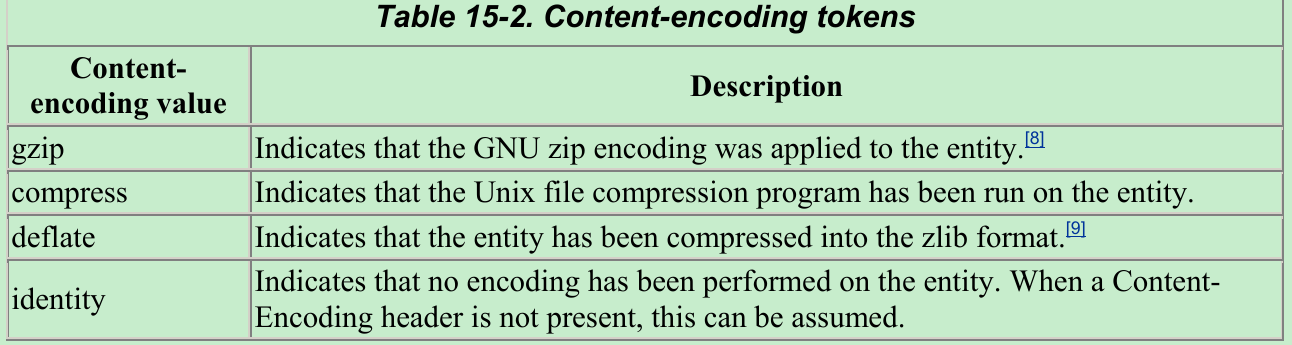 Table 15-2. Content-encoding tokens
Content-
encoding value
Description
gzip
Indicates that the GNU zip encoding was applied to the entity.[8]
compress
Indicates that the Unix file compression program has been run on the entity.
deflate
Indicates that the entity has been compressed into the zlib format.[9]
identity
Indicates that no encoding has been performed on the entity. When a Content-
Encoding header is not present, this can be assumed.